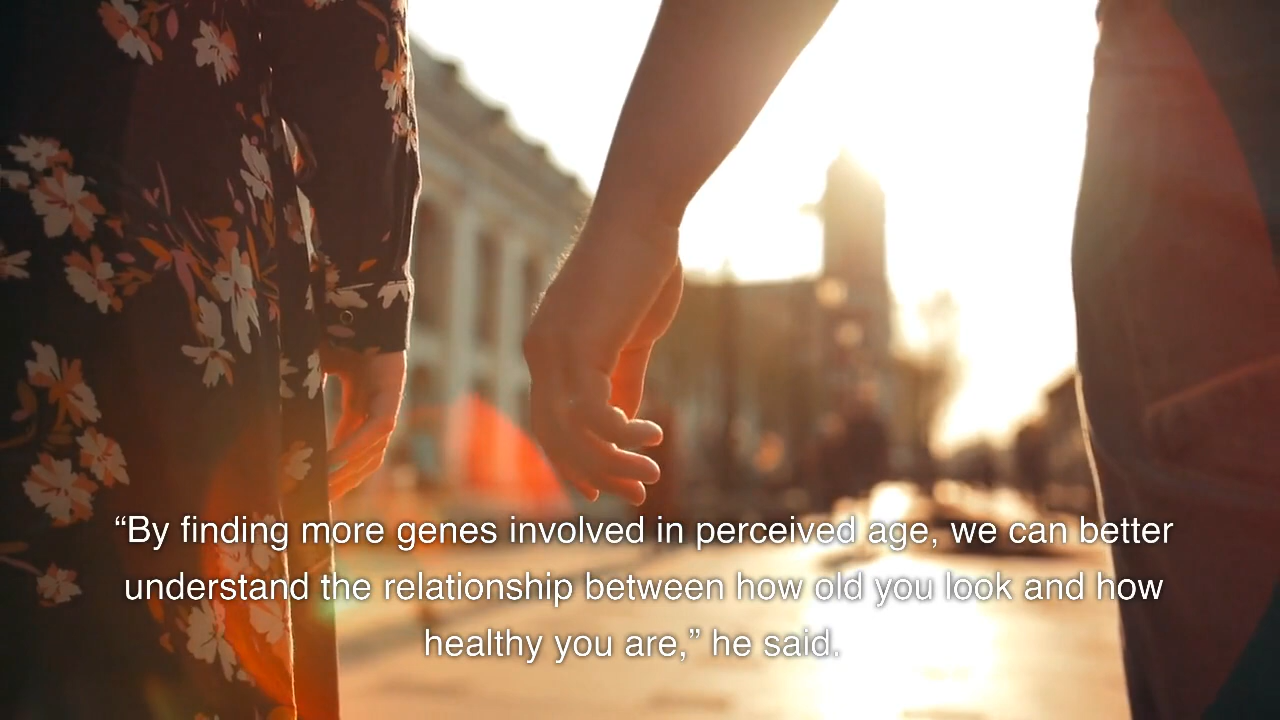 “By finding more genes involved in perceived age, we can better
understand the relationship between how old you look and how
healthy you are,” he said.